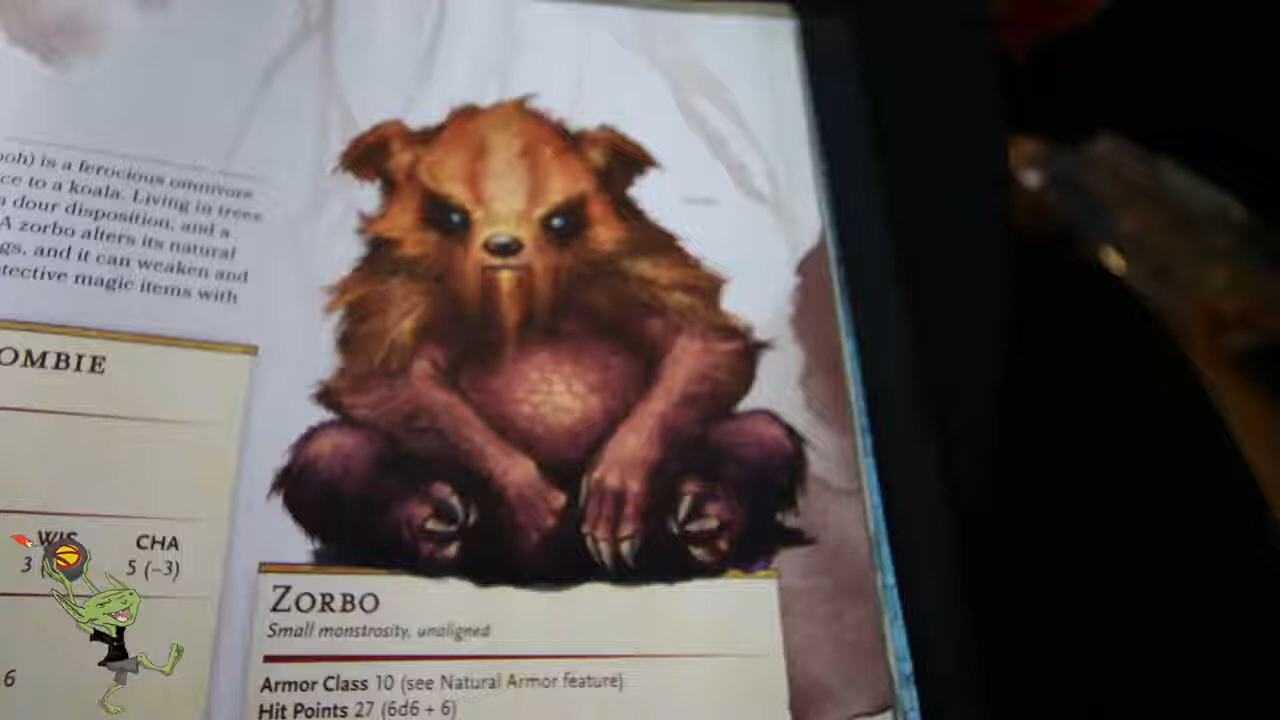 ooh) is a ferocious omnivore
ce to a koala. Living in trees
a dour disposition, and a
A zorbo alters its natural
gs, and it can weaken and
tective magic items with
OMBIE
WIS CHA
3 ( 5 (−3)
6
ZORBO
Small monstrosity, unaligned
Armor Class 10 (see Natural Armor feature)
Hit Points 27 (6d6 + 6)